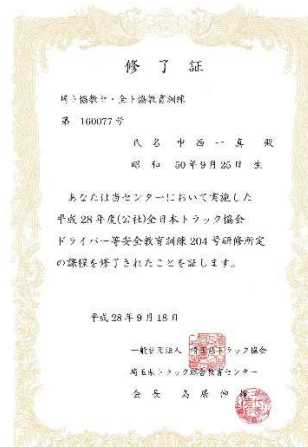 修了証
埼ト協教セ・全ト協教育訓練
第 160077号
氏名 中西一真 殿
昭和 50年9月25日 生
あなたは当センターにおいて実施した
平成28年度(公社)全日本トラック協会
ドライバー等安全教育訓練204号研修所定
の課程を修了されたことを証します。
平成28年9月18日
一般社団法人 埼玉県トラック協会
埼玉県トラック総合教育センター
会長 高居伸